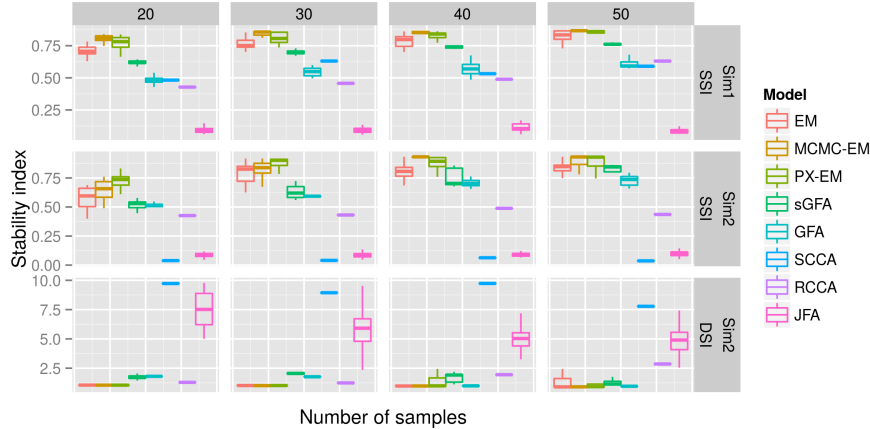 20 30 40 50
0.75
0.50
0.25
Sim1
SSI
0.75
0.50
0.25
0.00
Sim2
SSI
10.0
7.5
5.0
2.5
Sim2
DSI
Stability index
Number of samples
Model
EM
MCMC-EM
PX-EM
sGFA
GFA
SCCA
RCCA
JFA